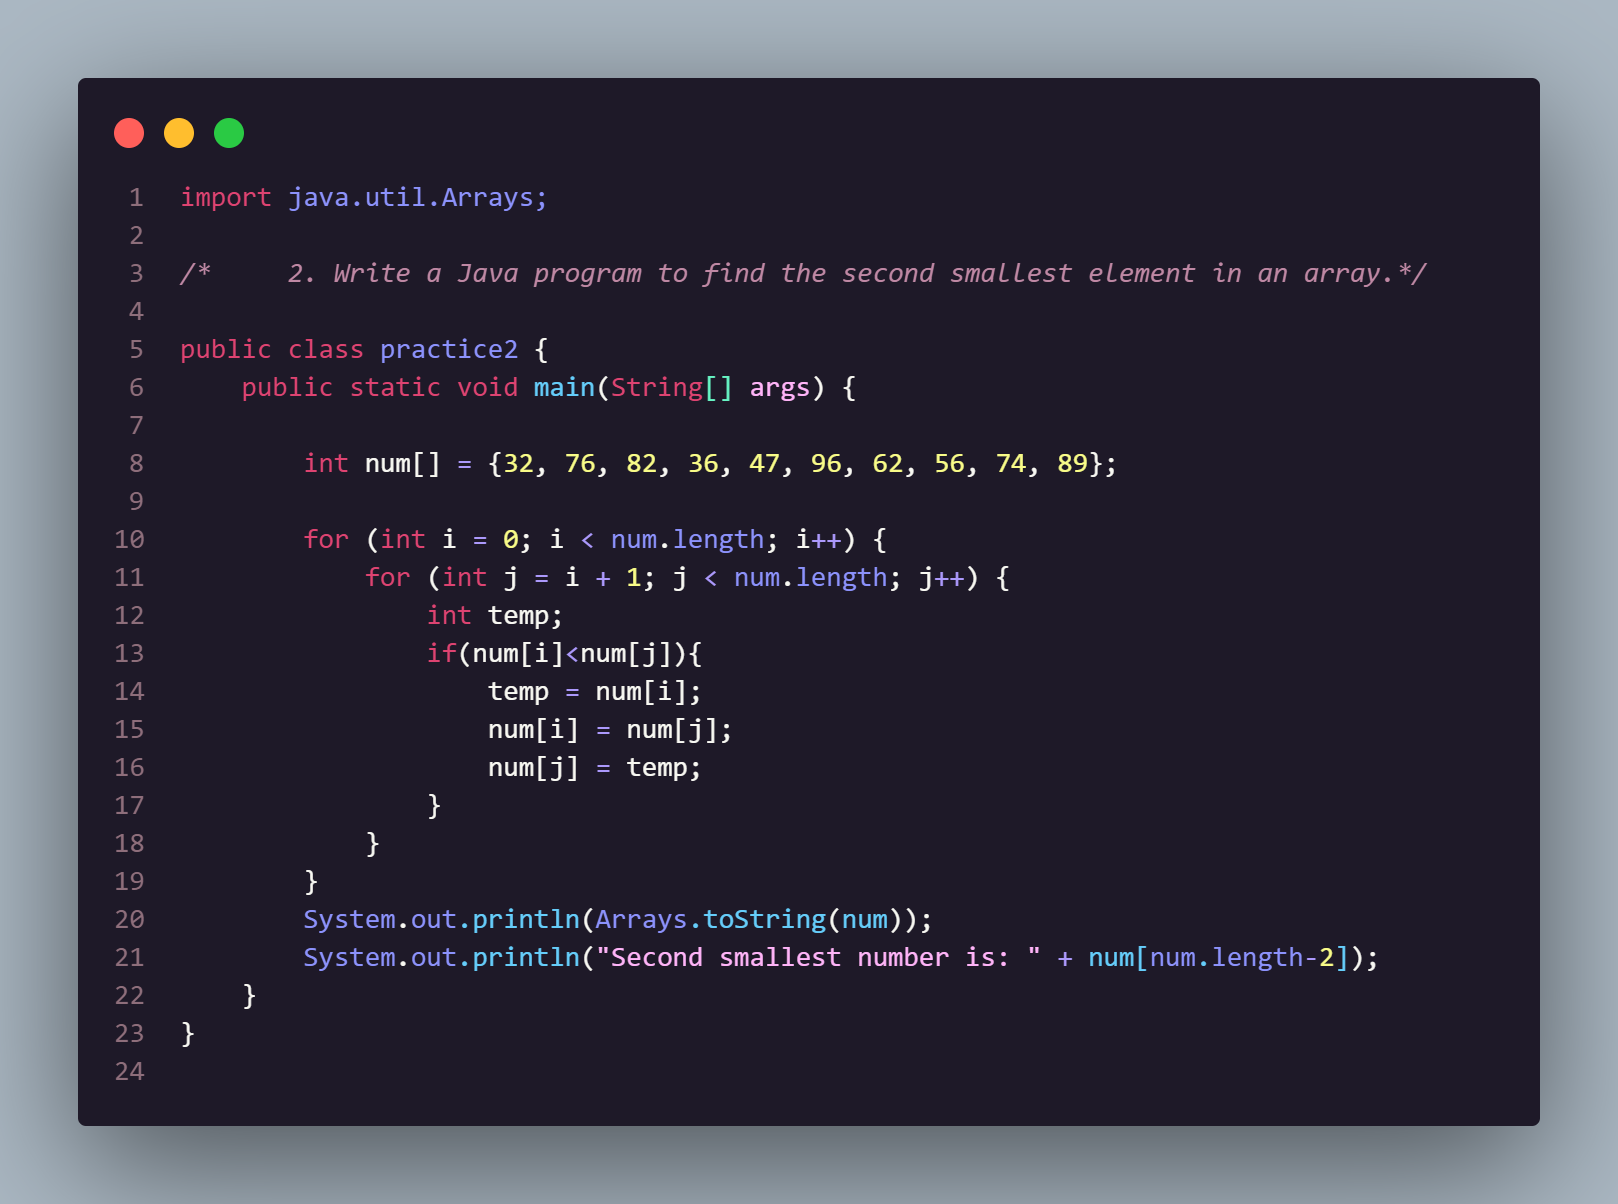 1 import java.util.Arrays;
2
3 /*     2. Write a Java program to find the second smallest element in an array.*/
4
5 public class practice2 {
6     public static void main(String[] args) {
7
8         int num[] = {32, 76, 82, 36, 47, 96, 62, 56, 74, 89};
9
10         for (int i = 0; i < num.length; i++) {
11             for (int j = i + 1; j < num.length; j++) {
12                 int temp;
13                 if(num[i]<num[j]){
14                     temp = num[i];
15                     num[i] = num[j];
16                     num[j] = temp;
17                 }
18             }
19         }
20         System.out.println(Arrays.toString(num));
21         System.out.println("Second smallest number is: " + num[num.length-2]);
22     }
23 }
24